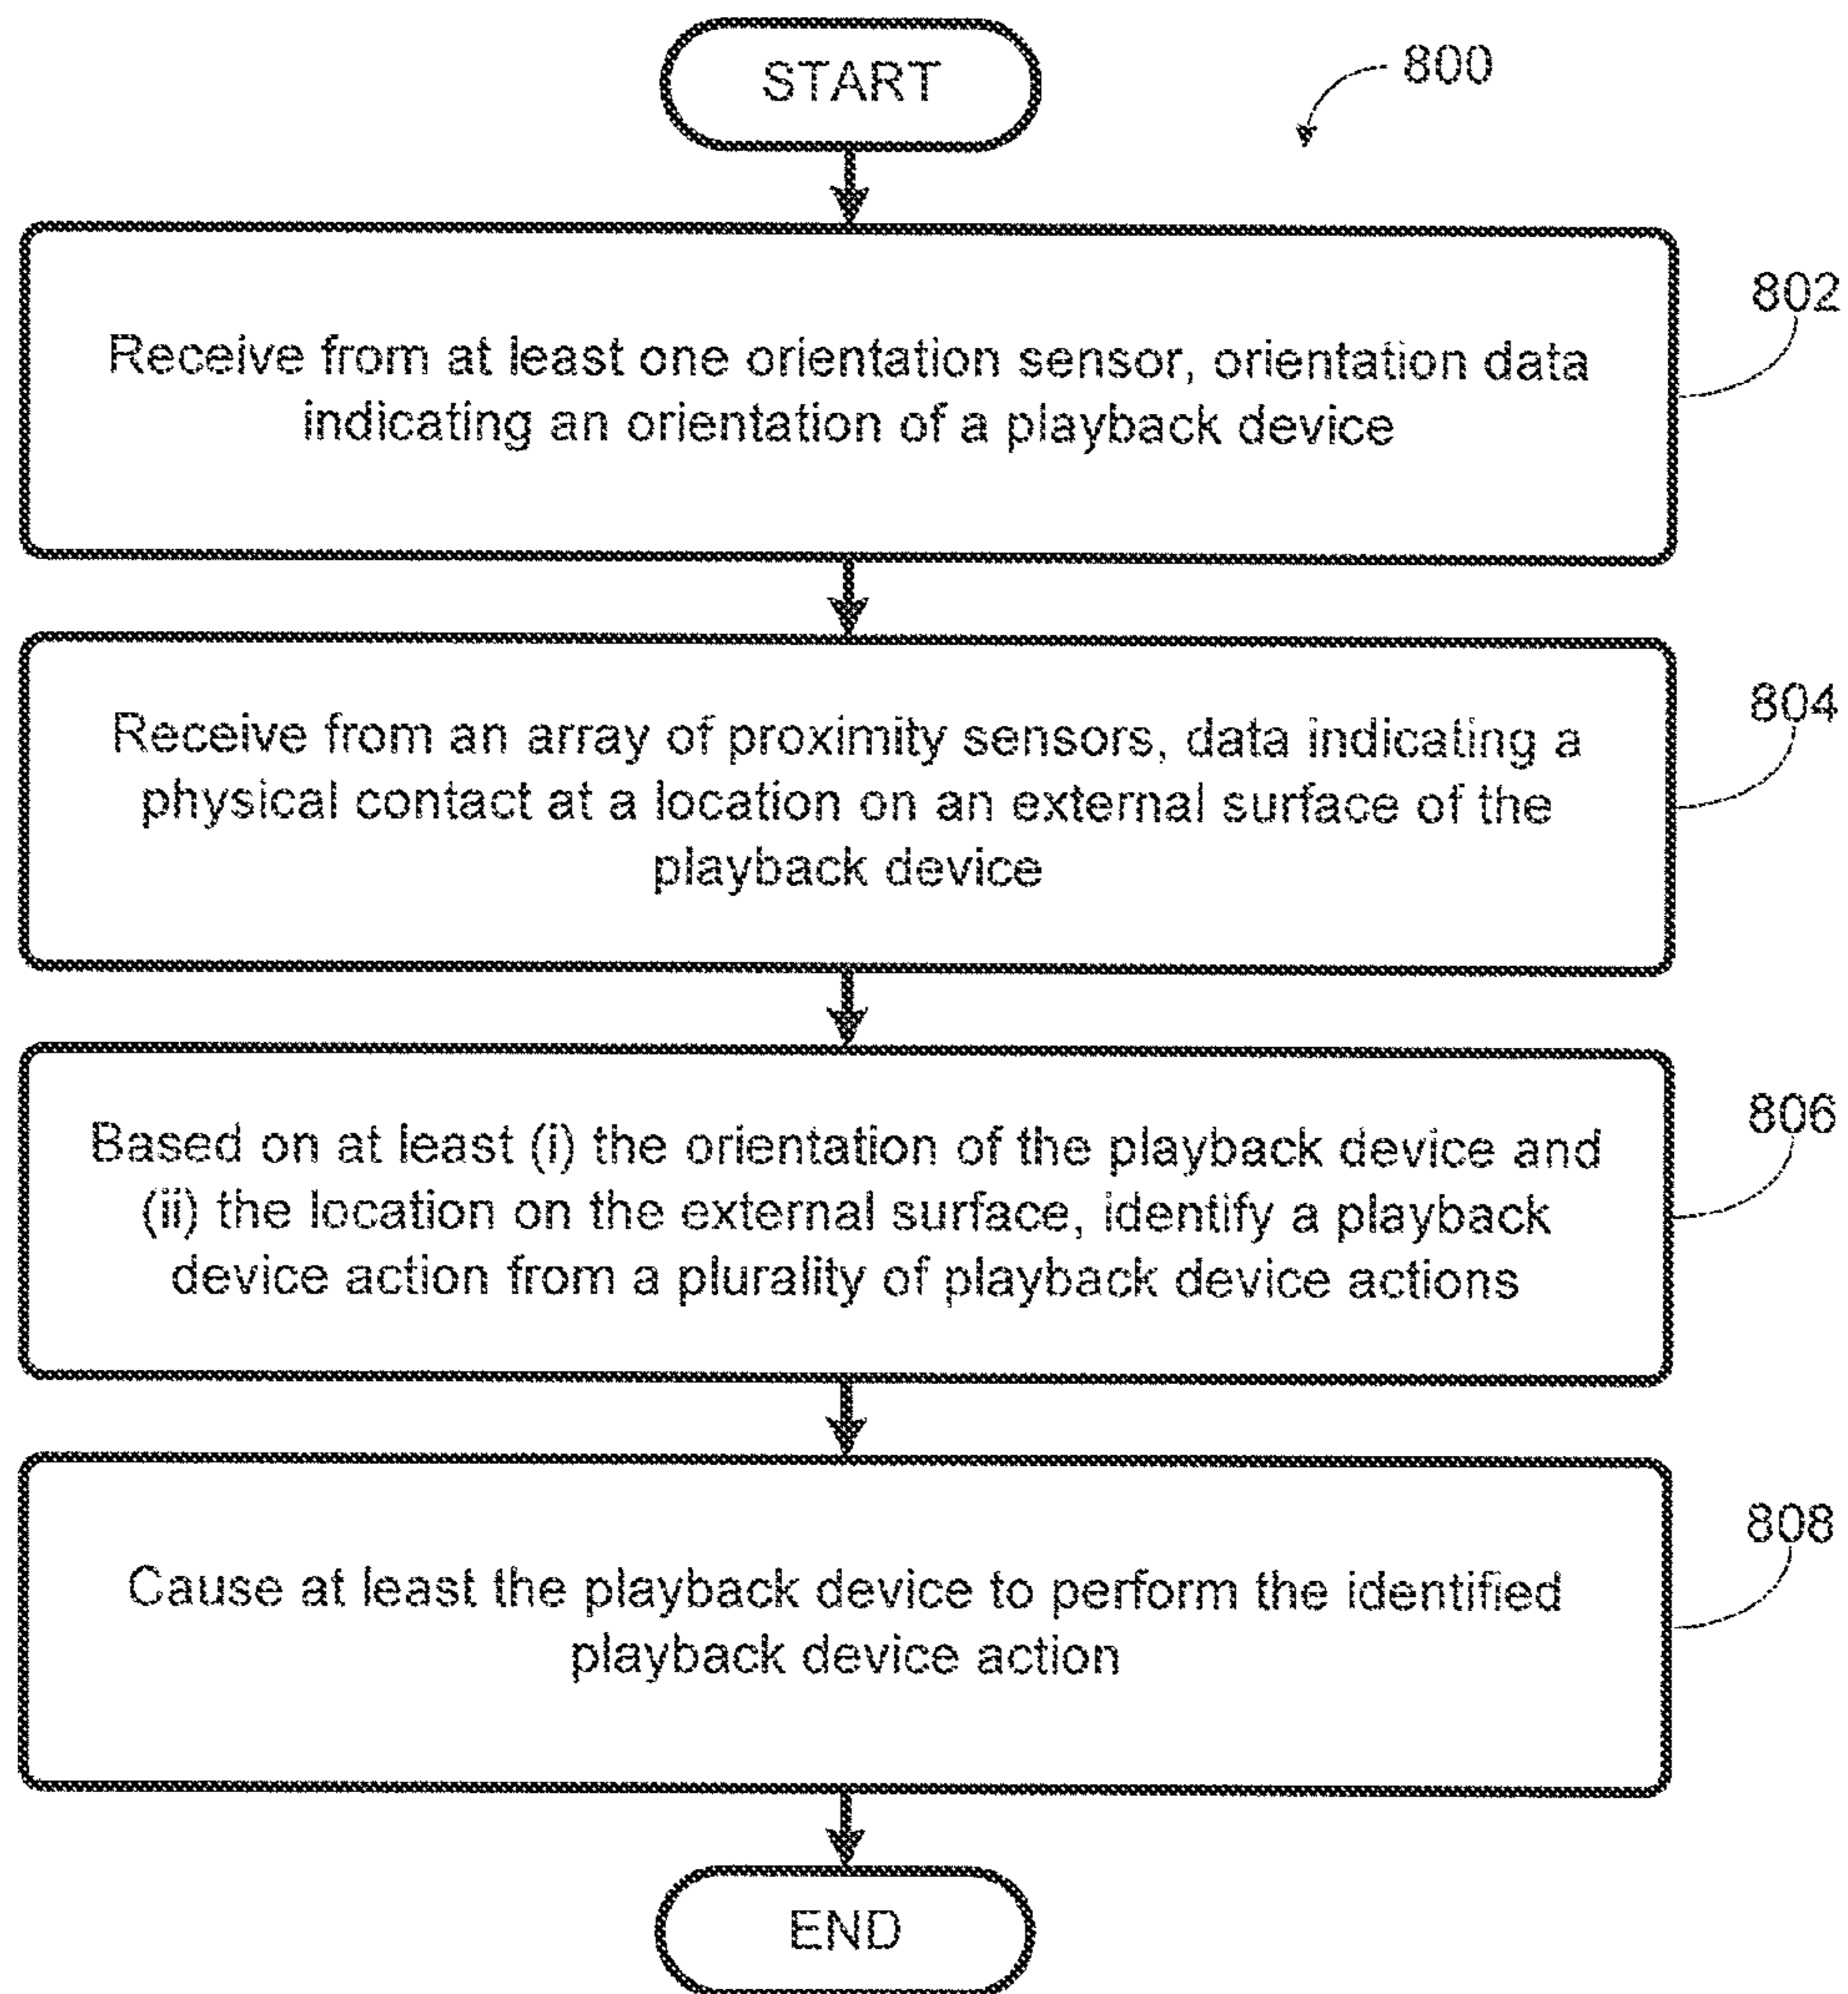 START
800
802
Receive from at least one orientation sensor, orientation data
indicating an orientation of a playback device
804
Receive from an array of proximity sensors, data indicating a
physical contact at a location on an external surface of the
playback device
806
Based on at least (i) the orientation of the playback device and
(ii) the location on the external surface, identify a playback
device action from a plurality of playback device actions
808
Cause at least the playback device to perform the identified
playback device action
END